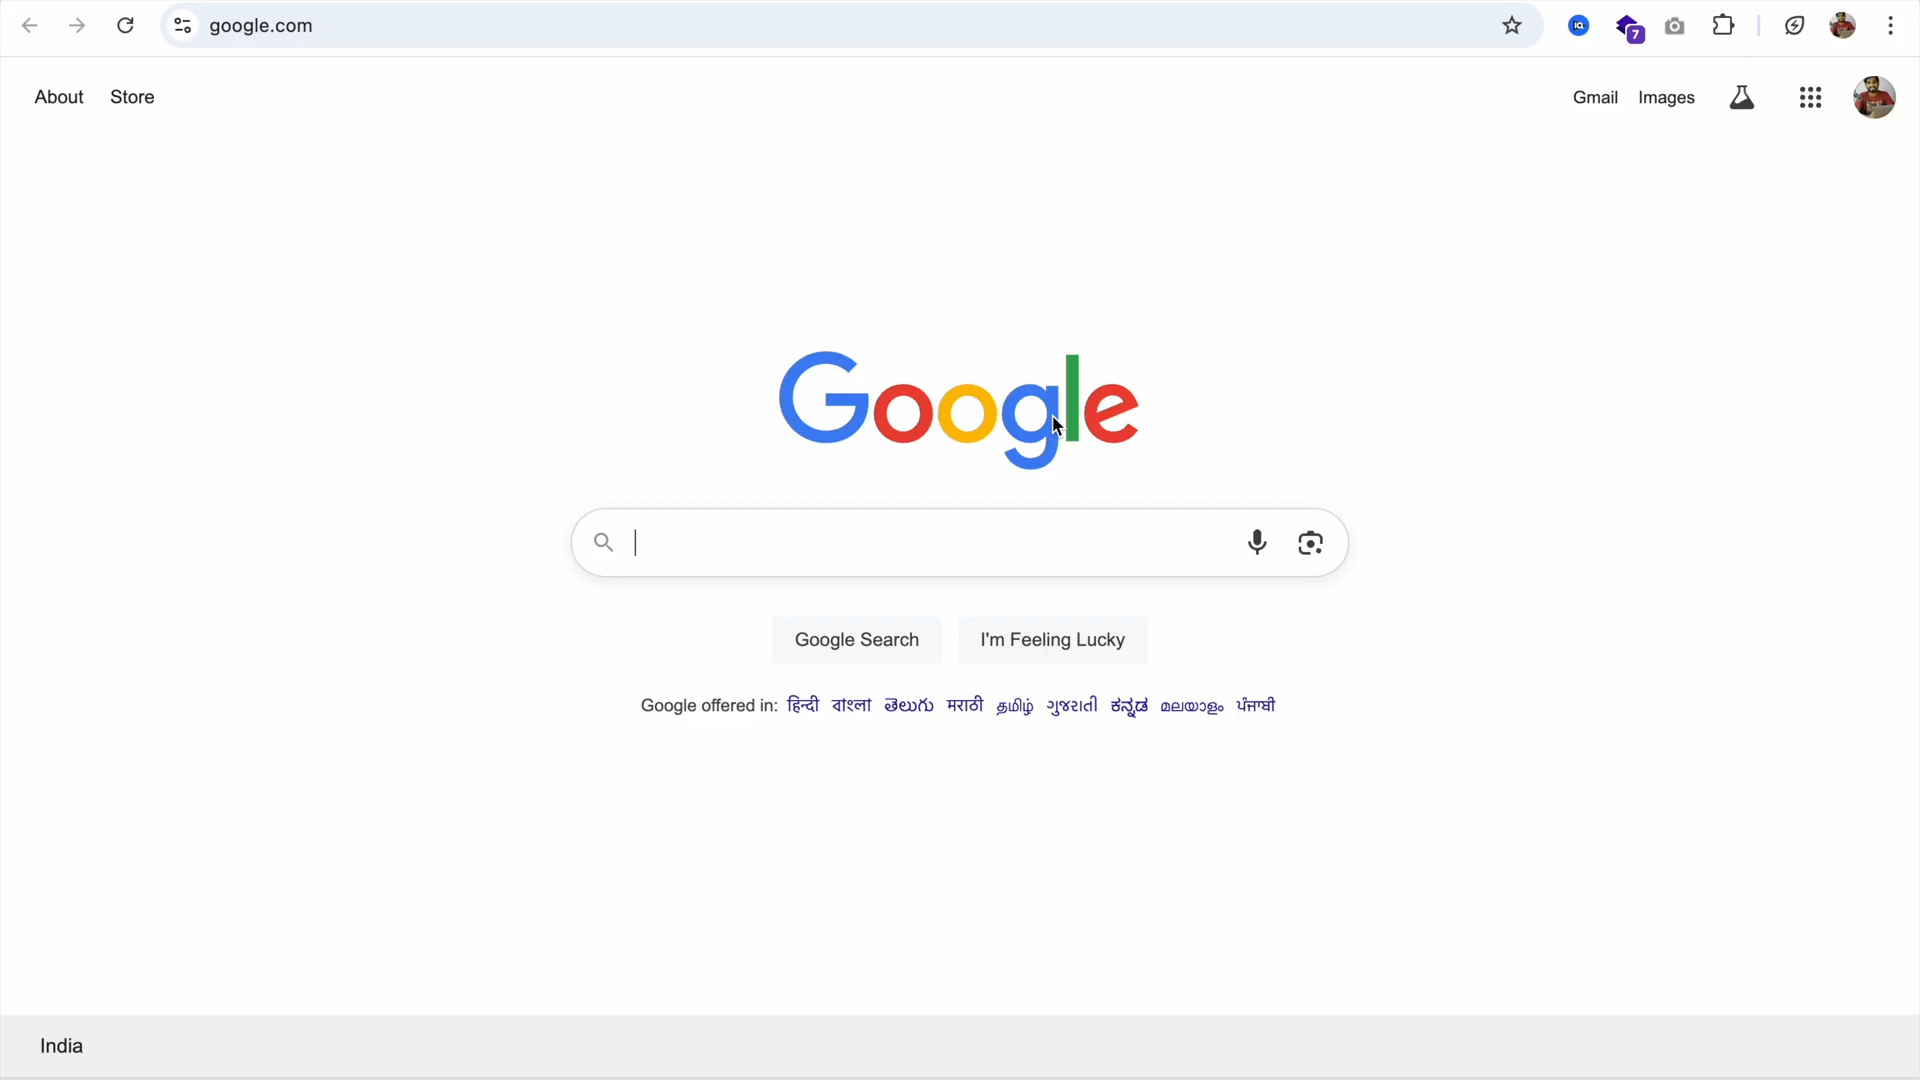 google.com
7
About Store
Gmail Images
Google
Google Search I'm Feeling Lucky
Google offered in: हिन्दी বাংলা తెలుగు मराठी தமிழ் ગુજરાતી ಕನ್ನಡ മലയാളം ਪੰਜਾਬੀ
India